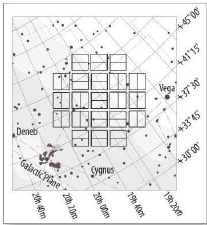 +45°00'
+41°15'
Vega
+37°30'
Deneb
+33°45'
Galactic Plane
Cygnus
+30°00'
20h 40m
20h 20m
20h 00m
19h 40m
19h 20m